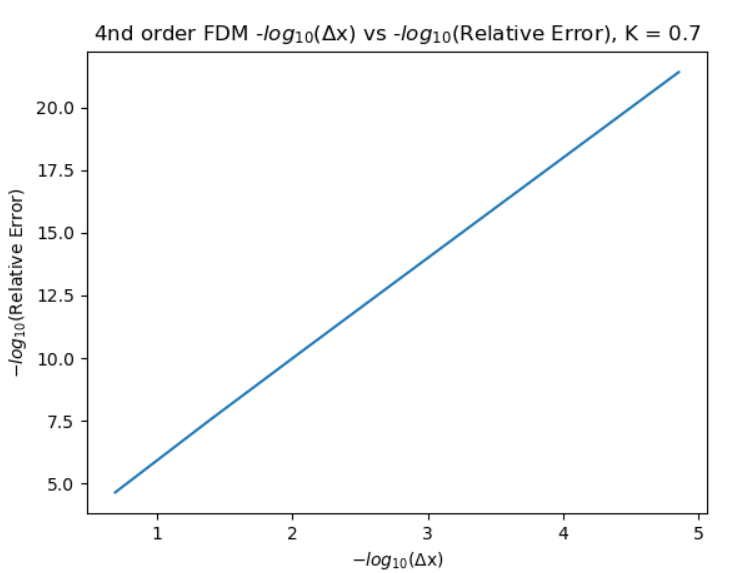 4nd order FDM -log₁₀(Δx) vs -log₁₀(Relative Error), K = 0.7
−log₁₀(Relative Error)
20.0
17.5
15.0
12.5
10.0
7.5
5.0
1 2 3 4 5
−log₁₀(Δx)